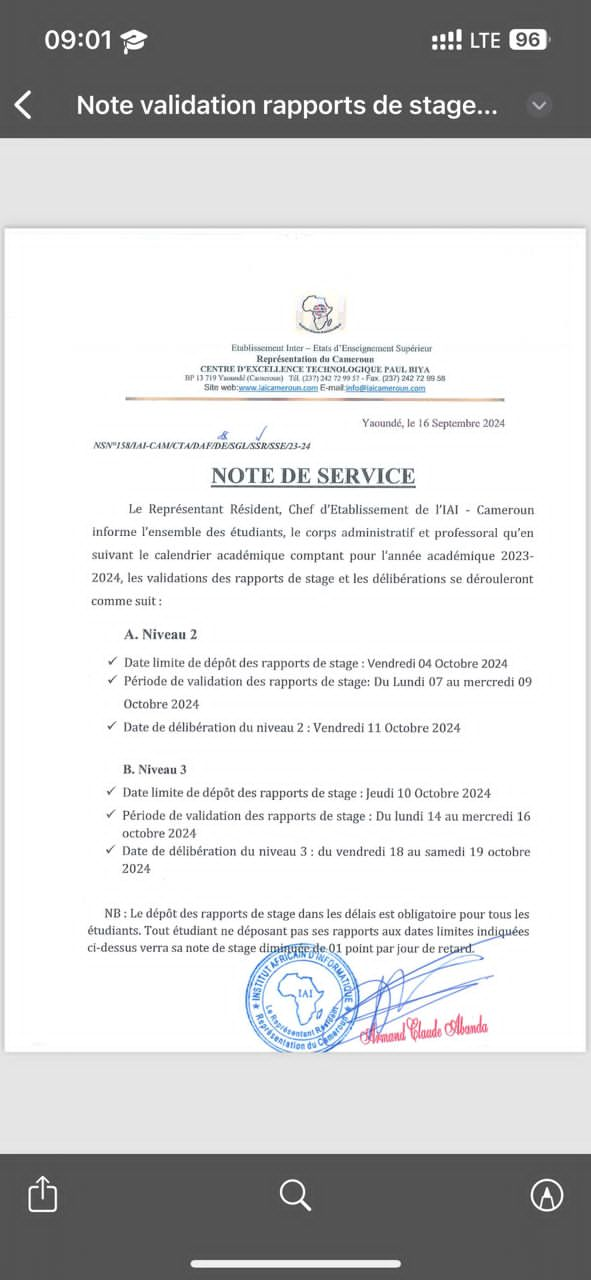 09:01
LTE 96
Note validation rapports de stage...
Etablissement Inter – Etats d'Enseignement Supérieur
Représentation du Cameroun
CENTRE D'EXCELLENCE TECHNOLOGIQUE PAUL BIYA
BP 13 719 Yaoundé (Cameroun) Tél. (237) 242 72 99 57 - Fax. (237) 242 72 99 58
Site web:www.iaicameroun.com E-mail:info@iaicameroun.com
Yaoundé, le 16 Septembre 2024
NSN°158/IAI-CAM/CTA/DAF/DE/SGL/SSR/SSE/23-24
NOTE DE SERVICE
Le Représentant Résident, Chef d'Etablissement de l'IAI - Cameroun
informe l'ensemble des étudiants, le corps administratif et professoral qu'en
suivant le calendrier académique comptant pour l'année académique 2023-
2024, les validations des rapports de stage et les délibérations se dérouleront
comme suit :
A. Niveau 2
✓ Date limite de dépôt des rapports de stage : Vendredi 04 Octobre 2024
✓ Période de validation des rapports de stage: Du Lundi 07 au mercredi 09
Octobre 2024
✓ Date de délibération du niveau 2 : Vendredi 11 Octobre 2024
B. Niveau 3
✓ Date limite de dépôt des rapports de stage : Jeudi 10 Octobre 2024
✓ Période de validation des rapports de stage : Du lundi 14 au mercredi 16
octobre 2024
✓ Date de délibération du niveau 3 : du vendredi 18 au samedi 19 octobre
2024
NB : Le dépôt des rapports de stage dans les délais est obligatoire pour tous les
étudiants. Tout étudiant ne déposant pas ses rapports aux dates limites indiquées
ci-dessus verra sa note de stage diminuée de 01 point par jour de retard.
INSTITUT AFRICAIN D'INFORMATIQUE
IAI
Le Représentant Résident
Représentation du Cameroun
Armand Claude Abanda